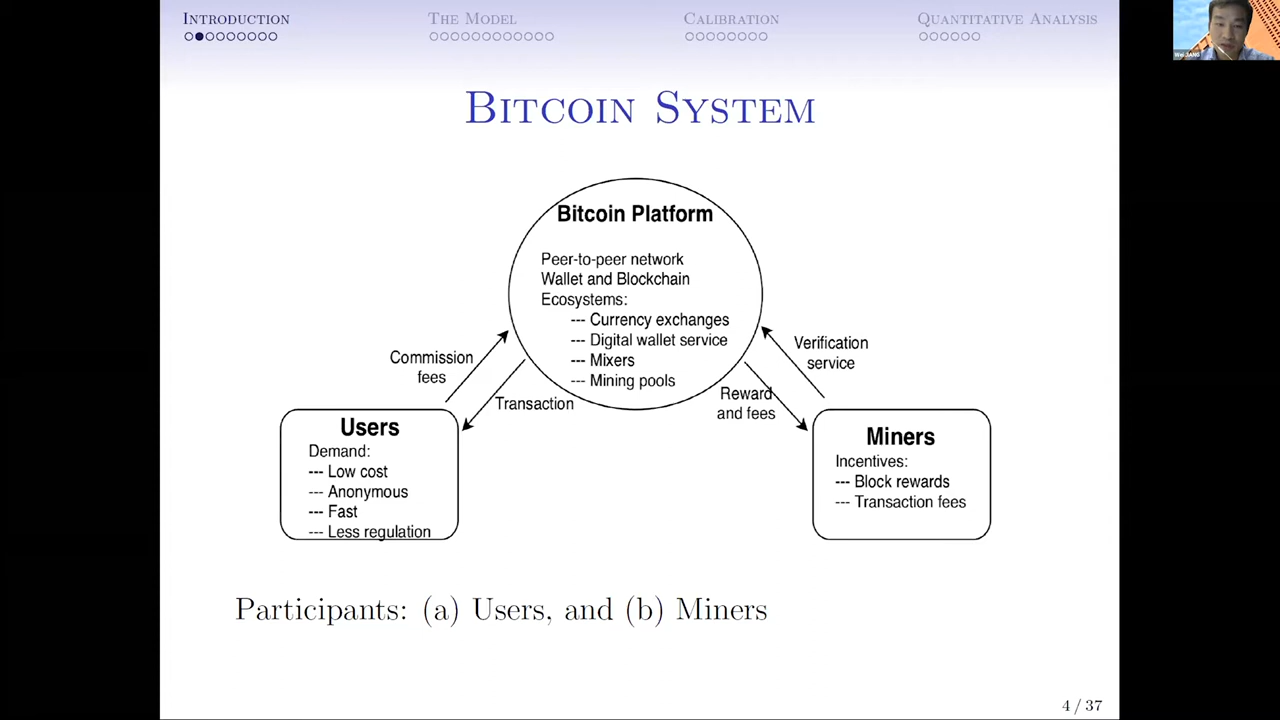 Introduction
The Model
Calibration
Quantitative Analysis
Bitcoin System
Bitcoin Platform
Peer-to-peer network
Wallet and Blockchain
Ecosystems:
--- Currency exchanges
--- Digital wallet service
--- Mixers
--- Mining pools
Commission
fees
Transaction
Verification
service
Reward
and fees
Users
Demand:
--- Low cost
--- Anonymous
--- Fast
--- Less regulation
Miners
Incentives:
--- Block rewards
--- Transaction fees
Participants: (a) Users, and (b) Miners
4 / 37